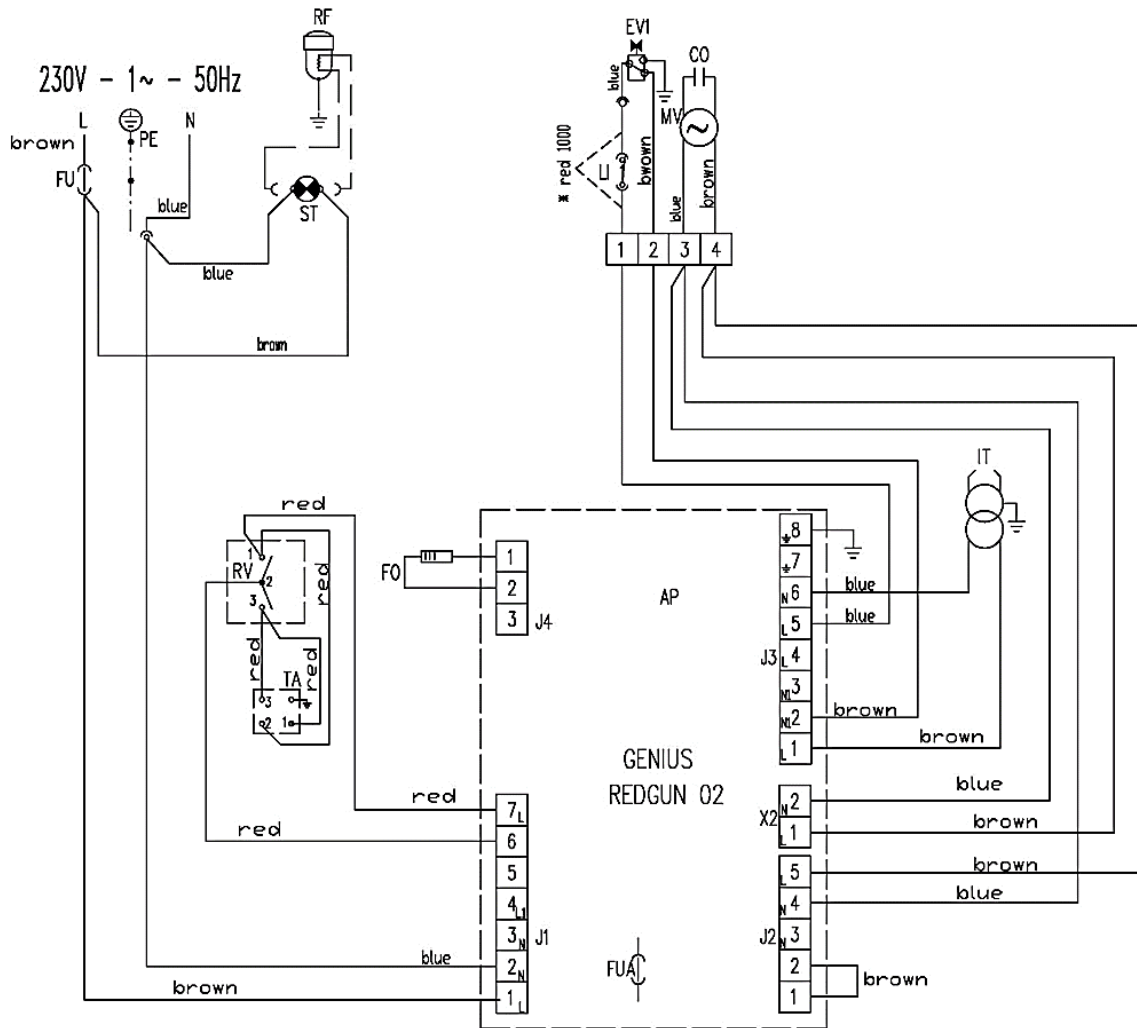 RF
EV1
CO
230V - 1~ - 50Hz
L
PE
N
brown
FU
blue
ST
blue
brown
blue
* red 1000
LI
bwown
MV
blue
brown
1 2 3 4
IT
red
RV
1
2
3
red
red
red
TA
3
2 1
FO
1
2
3 J4
AP
8
7
N 6 blue
L 5 blue
J3 L 4
N1 3
N1 2 brown
L 1 brown
GENIUS
REDGUN 02
X2 N 2 blue
L 1 brown
red 7 L
red 6
5
4 L1
3 N J1
blue 2 N
brown 1 L
FUA
L 5 brown
N 4 blue
J2 N 3
2
1
brown